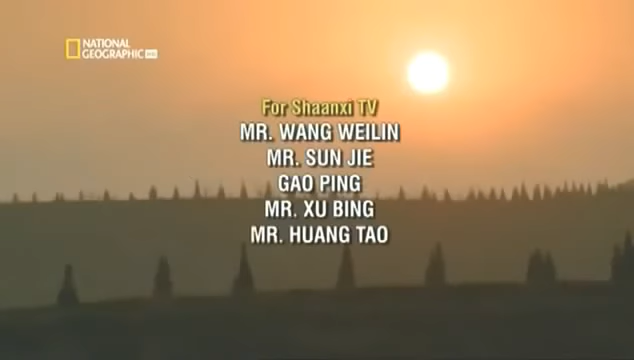 NATIONAL
GEOGRAPHIC HD
For Shaanxi TV
MR. WANG WEILIN
MR. SUN JIE
GAO PING
MR. XU BING
MR. HUANG TAO